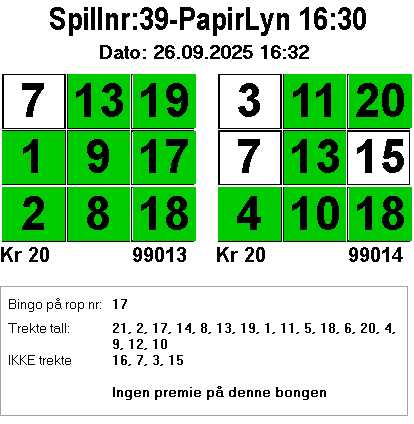 Spillnr:39-PapirLyn 16:30
Dato: 26.09.2025 16:32
7 13 19 3 11 20
1 9 17 7 13 15
2 8 18 4 10 18
Kr 20 99013 Kr 20 99014
Bingo på rop nr: 17
Trekte tall: 21, 2, 17, 14, 8, 13, 19, 1, 11, 5, 18, 6, 20, 4,
9, 12, 10
IKKE trekte 16, 7, 3, 15
Ingen premie på denne bongen